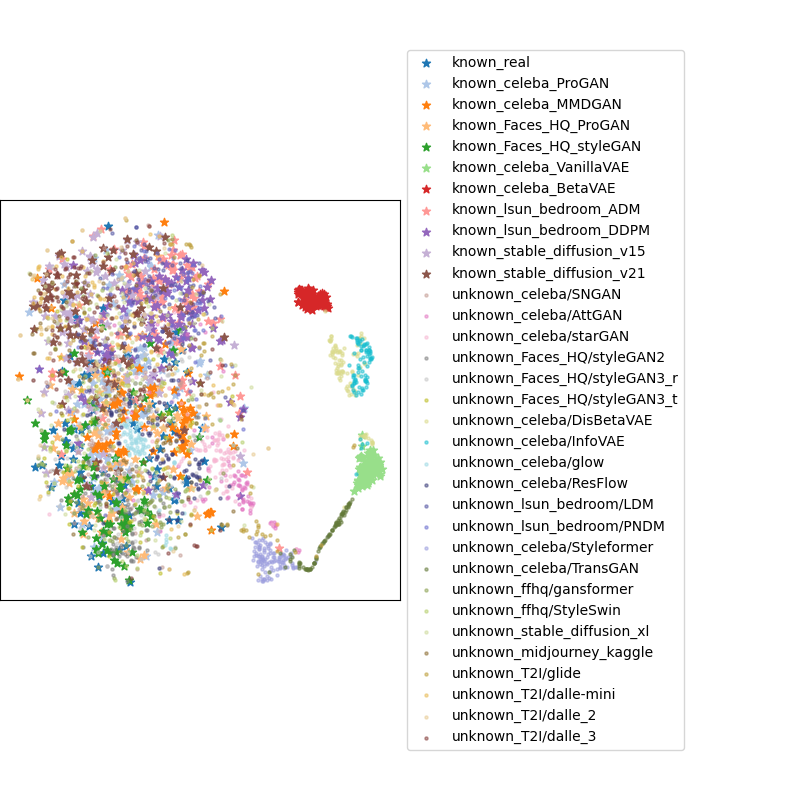 known_real
known_celeba_ProGAN
known_celeba_MMDGAN
known_Faces_HQ_ProGAN
known_Faces_HQ_styleGAN
known_celeba_VanillaVAE
known_celeba_BetaVAE
known_lsun_bedroom_ADM
known_lsun_bedroom_DDPM
known_stable_diffusion_v15
known_stable_diffusion_v21
unknown_celeba/SNGAN
unknown_celeba/AttGAN
unknown_celeba/starGAN
unknown_Faces_HQ/styleGAN2
unknown_Faces_HQ/styleGAN3_r
unknown_Faces_HQ/styleGAN3_t
unknown_celeba/DisBetaVAE
unknown_celeba/InfoVAE
unknown_celeba/glow
unknown_celeba/ResFlow
unknown_lsun_bedroom/LDM
unknown_lsun_bedroom/PNDM
unknown_celeba/Styleformer
unknown_celeba/TransGAN
unknown_ffhq/gansformer
unknown_ffhq/StyleSwin
unknown_stable_diffusion_xl
unknown_midjourney_kaggle
unknown_T2I/glide
unknown_T2I/dalle-mini
unknown_T2I/dalle_2
unknown_T2I/dalle_3